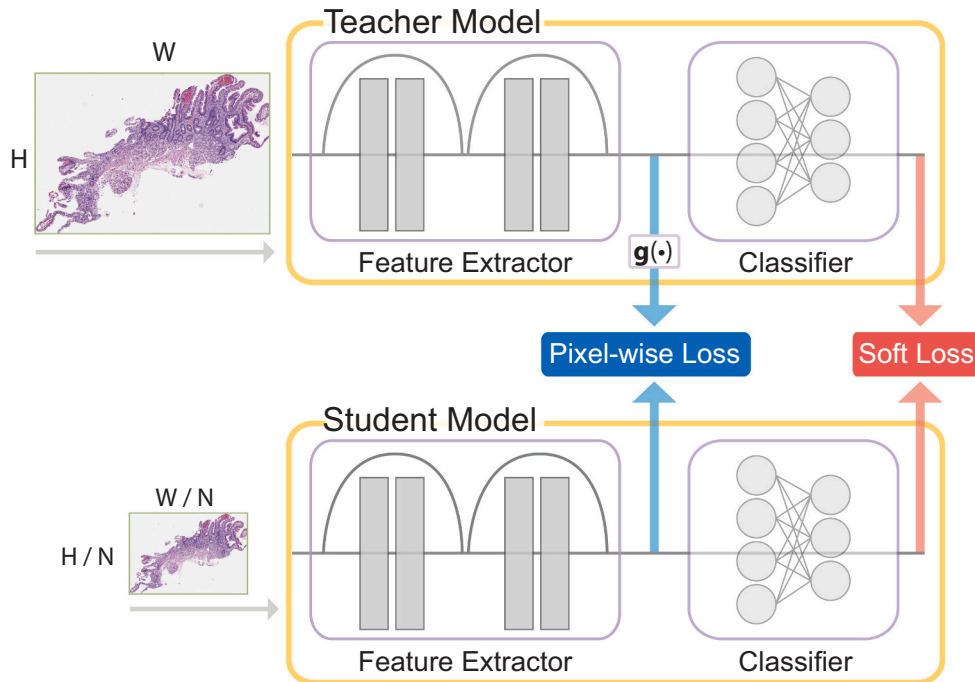 Teacher Model
W
H
Feature Extractor
g(•)
Classifier
Pixel-wise Loss
Soft Loss
Student Model
W / N
H / N
Feature Extractor
Classifier